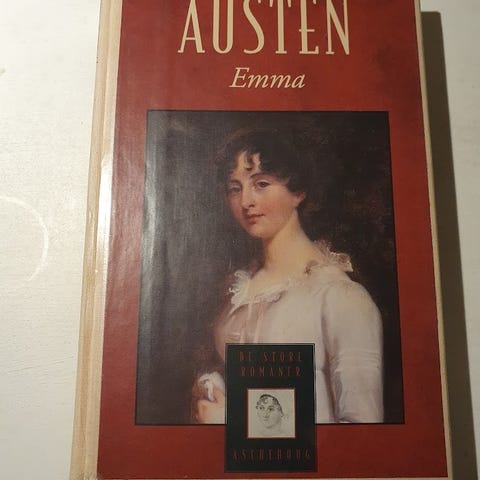 AUSTEN
Emma
DE STORE
ROMANER
ASCHEHOUG